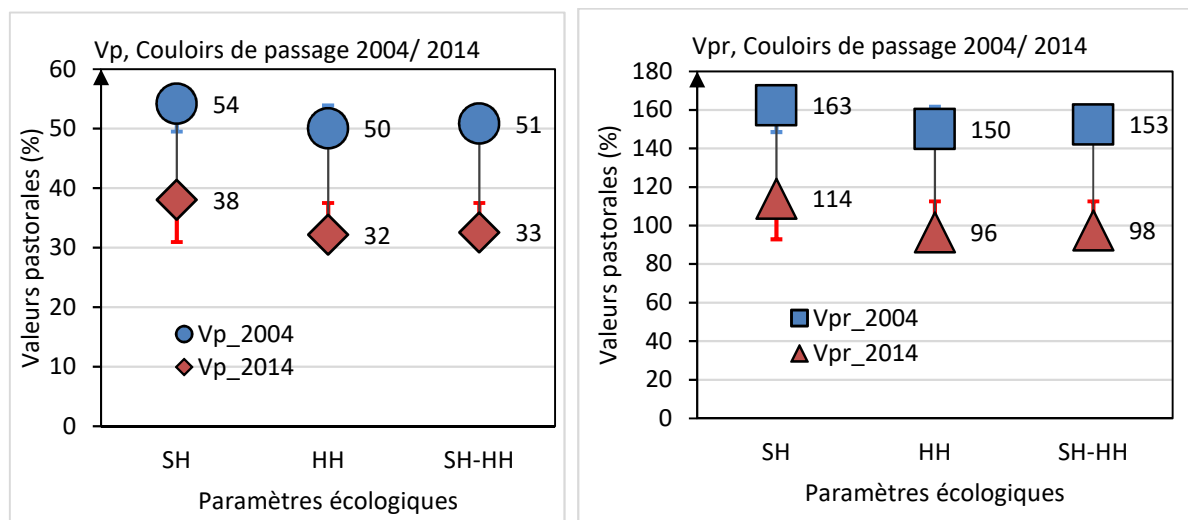 Vp, Couloirs de passage 2004/ 2014
Valeurs pastorales (%)
60
50
40
30
20
10
0
54
50
51
38
32
33
Vp_2004
Vp_2014
SH HH SH-HH
Paramètres écologiques
Vpr, Couloirs de passage 2004/ 2014
Valeurs pastorales (%)
180
160
140
120
100
80
60
40
20
0
163
150
153
114
96
98
Vpr_2004
Vpr_2014
SH HH SH-HH
Paramètres écologiques